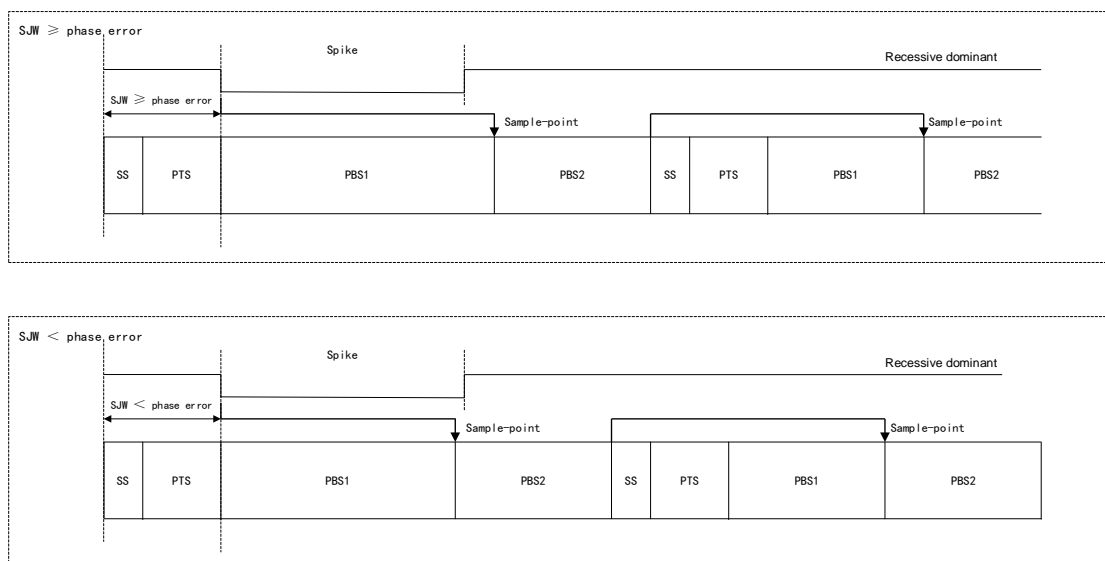 SJW ≥ phase error
Spike
Recessive dominant
SJW ≥ phase error
Sample-point
Sample-point
SS PTS PBS1 PBS2 SS PTS PBS1 PBS2
SJW < phase error
Spike
Recessive dominant
SJW < phase error
Sample-point
Sample-point
SS PTS PBS1 PBS2 SS PTS PBS1 PBS2